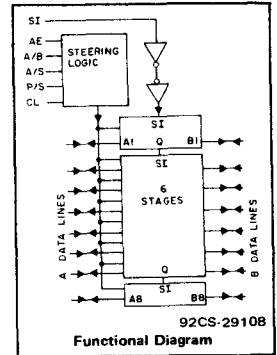 SI
AE
A/B
A/S
P/S
CL
STEERING
LOGIC
SI
A1 Q B1
SI
6
STAGES
A DATA LINES
B DATA LINES
Q
SI
A8 B8
92CS-29108
Functional Diagram